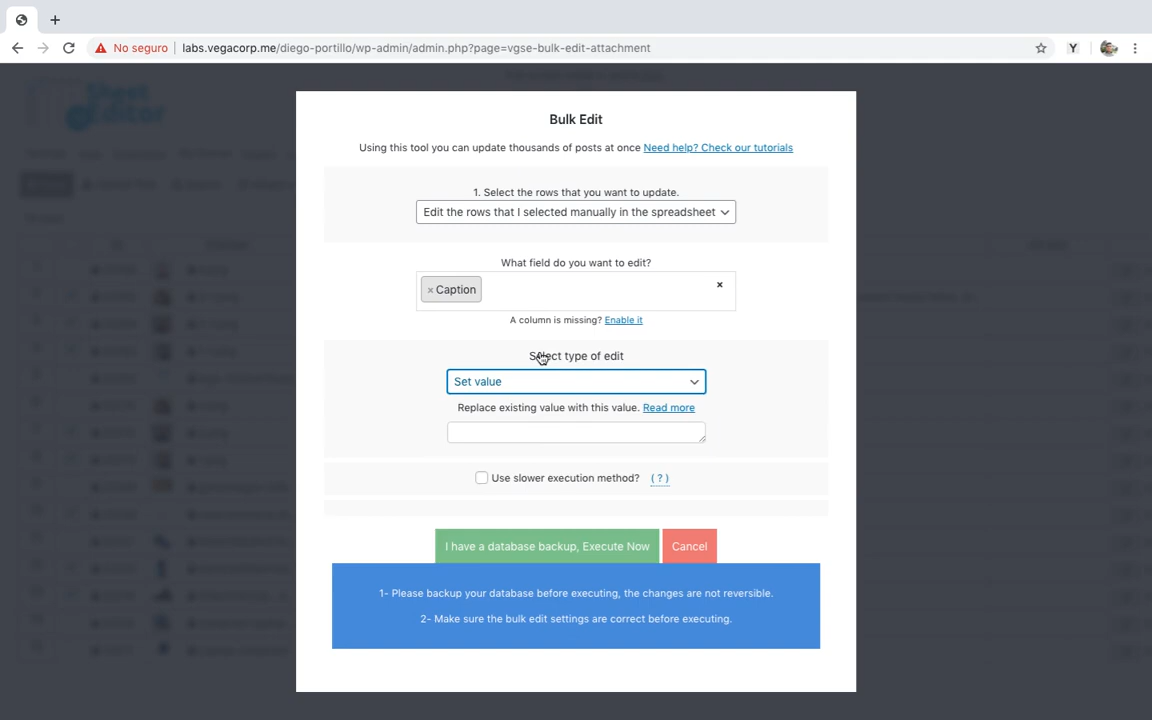 No seguro
labs.vegacorp.me/diego-portillo/wp-admin/admin.php?page=vgse-bulk-edit-attachment
Y
Sheet
Editor
Bulk Edit
Using this tool you can update thousands of posts at once Need help? Check our tutorials
1. Select the rows that you want to update.
Edit the rows that I selected manually in the spreadsheet
What field do you want to edit?
× Caption ×
A column is missing? Enable it
Select type of edit
Set value
Replace existing value with this value. Read more
Use slower execution method? ( ? )
I have a database backup, Execute Now Cancel
1- Please backup your database before executing, the changes are not reversible.
2- Make sure the bulk edit settings are correct before executing.